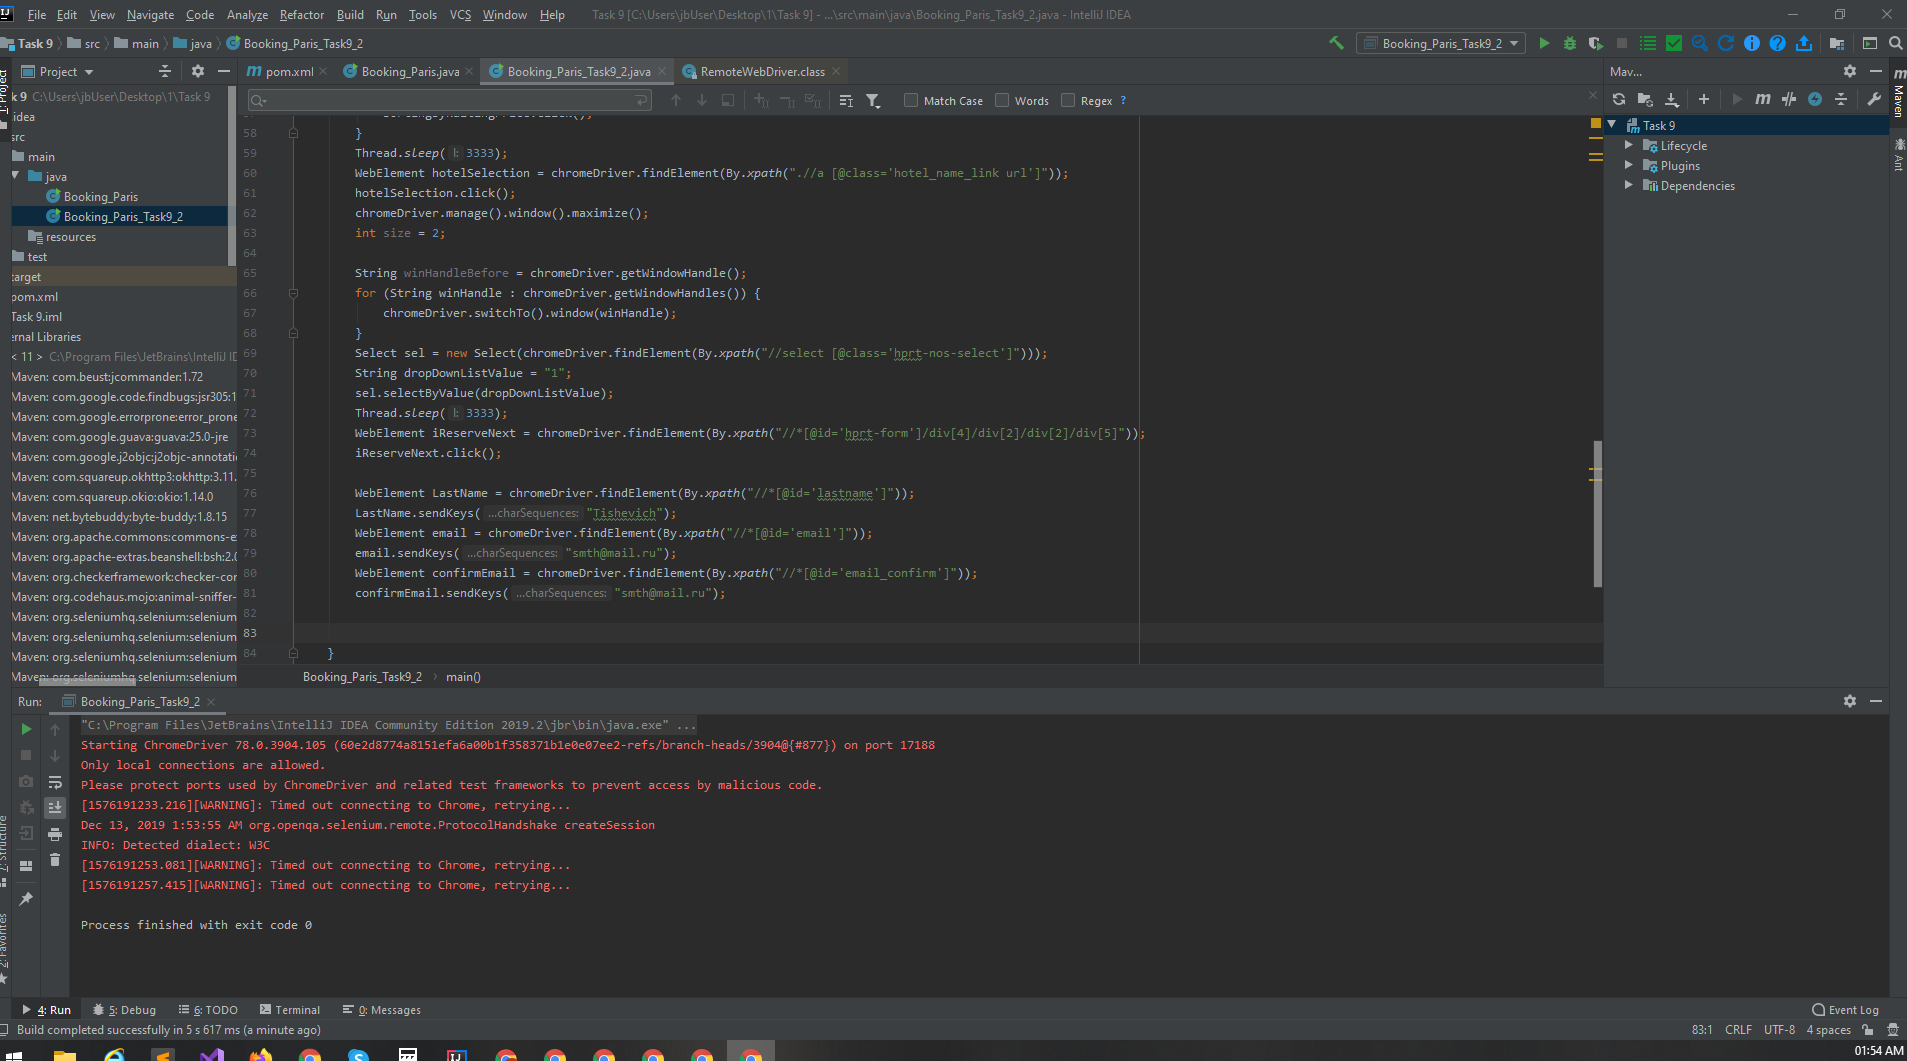 File Edit View Navigate Code Analyze Refactor Build Run Tools VCS Window Help Task 9 [C:\Users\jbUser\Desktop\1\Task 9] - ...\src\main\java\Booking_Paris_Task9_2.java - IntelliJ IDEA
Task 9 src main java Booking_Paris_Task9_2
Booking_Paris_Task9_2
Project
pom.xml Booking_Paris.java Booking_Paris_Task9_2.java RemoteWebDriver.class
Match Case Words Regex ?
k 9 C:\Users\jbUser\Desktop\1\Task 9
idea
src
main
java
Booking_Paris
Booking_Paris_Task9_2
resources
test
target
pom.xml
Task 9.iml
ernal Libraries
< 11 > C:\Program Files\JetBrains\IntelliJ ID
Maven: com.beust:jcommander:1.72
Maven: com.google.code.findbugs:jsr305:1
Maven: com.google.errorprone:error_prone
Maven: com.google.guava:guava:25.0-jre
Maven: com.google.j2objc:j2objc-annotatio
Maven: com.squareup.okhttp3:okhttp:3.11.
Maven: com.squareup.okio:okio:1.14.0
Maven: net.bytebuddy:byte-buddy:1.8.15
Maven: org.apache.commons:commons-e
Maven: org.apache-extras.beanshell:bsh:2.0
Maven: org.checkerframework:checker-cor
Maven: org.codehaus.mojo:animal-sniffer-
Maven: org.seleniumhq.selenium:selenium
Maven: org.seleniumhq.selenium:selenium
Maven: org.seleniumhq.selenium:selenium
Maven: org.seleniumhq.selenium:selenium
58 }
59 Thread.sleep( l: 3333);
60 WebElement hotelSelection = chromeDriver.findElement(By.xpath(".//a [@class='hotel_name_link url']"));
61 hotelSelection.click();
62 chromeDriver.manage().window().maximize();
63 int size = 2;
64
65 String winHandleBefore = chromeDriver.getWindowHandle();
66 for (String winHandle : chromeDriver.getWindowHandles()) {
67 chromeDriver.switchTo().window(winHandle);
68 }
69 Select sel = new Select(chromeDriver.findElement(By.xpath("//select [@class='hprt-nos-select']")));
70 String dropDownListValue = "1";
71 sel.selectByValue(dropDownListValue);
72 Thread.sleep( l: 3333);
73 WebElement iReserveNext = chromeDriver.findElement(By.xpath("//*[@id='hprt-form']/div[4]/div[2]/div[2]/div[5]"));
74 iReserveNext.click();
75
76 WebElement LastName = chromeDriver.findElement(By.xpath("//*[@id='lastname']"));
77 LastName.sendKeys( ...charSequences: "Tishevich");
78 WebElement email = chromeDriver.findElement(By.xpath("//*[@id='email']"));
79 email.sendKeys( ...charSequences: "smth@mail.ru");
80 WebElement confirmEmail = chromeDriver.findElement(By.xpath("//*[@id='email_confirm']"));
81 confirmEmail.sendKeys( ...charSequences: "smth@mail.ru");
82
83
84 }
Booking_Paris_Task9_2 main()
Mav...
Task 9
Lifecycle
Plugins
Dependencies
Maven
Ant
1: Project
Run: Booking_Paris_Task9_2
"C:\Program Files\JetBrains\IntelliJ IDEA Community Edition 2019.2\jbr\bin\java.exe" ...
Starting ChromeDriver 78.0.3904.105 (60e2d8774a8151efa6a00b1f358371b1e0e07ee2-refs/branch-heads/3904@{#877}) on port 17188
Only local connections are allowed.
Please protect ports used by ChromeDriver and related test frameworks to prevent access by malicious code.
[1576191233.216][WARNING]: Timed out connecting to Chrome, retrying...
Dec 13, 2019 1:53:55 AM org.openqa.selenium.remote.ProtocolHandshake createSession
INFO: Detected dialect: W3C
[1576191253.081][WARNING]: Timed out connecting to Chrome, retrying...
[1576191257.415][WARNING]: Timed out connecting to Chrome, retrying...
Process finished with exit code 0
Z: Structure
2: Favorites
4: Run 5: Debug 6: TODO Terminal 0: Messages Event Log
Build completed successfully in 5 s 617 ms (a minute ago) 83:1 CRLF UTF-8 4 spaces
01:54 AM